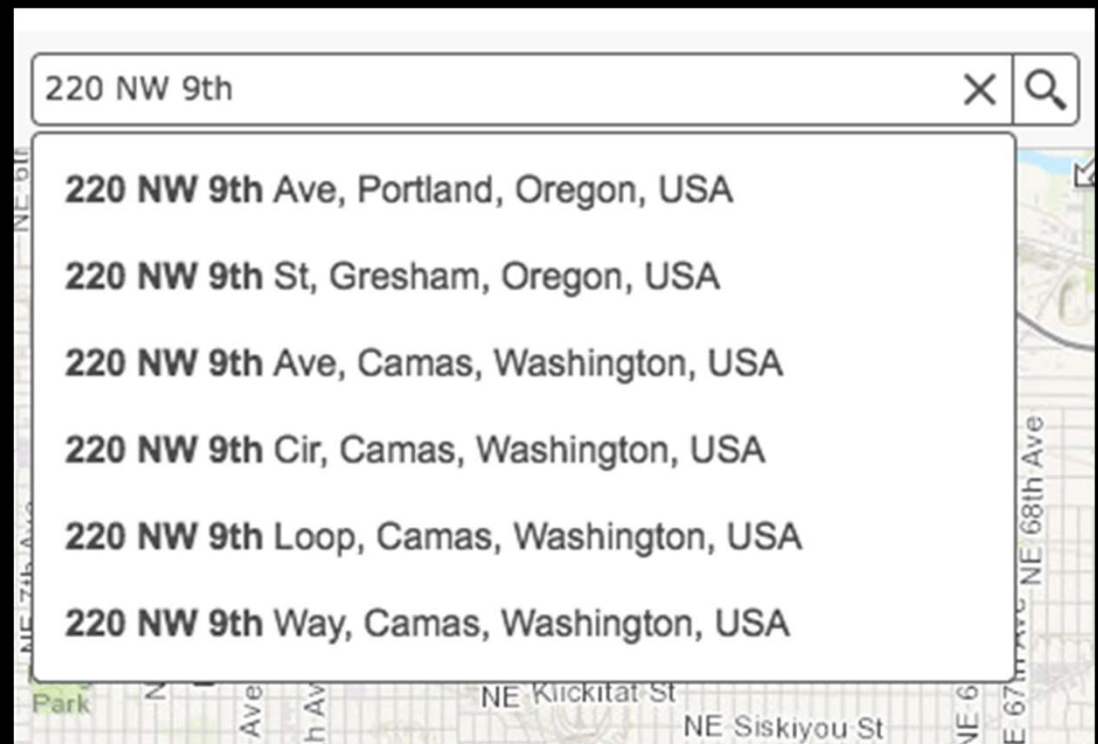 220 NW 9th
220 NW 9th Ave, Portland, Oregon, USA
220 NW 9th St, Gresham, Oregon, USA
220 NW 9th Ave, Camas, Washington, USA
220 NW 9th Cir, Camas, Washington, USA
220 NW 9th Loop, Camas, Washington, USA
220 NW 9th Way, Camas, Washington, USA
NE 68th Ave
Park
Ave
NE Klickitat St
NE Siskiyou St